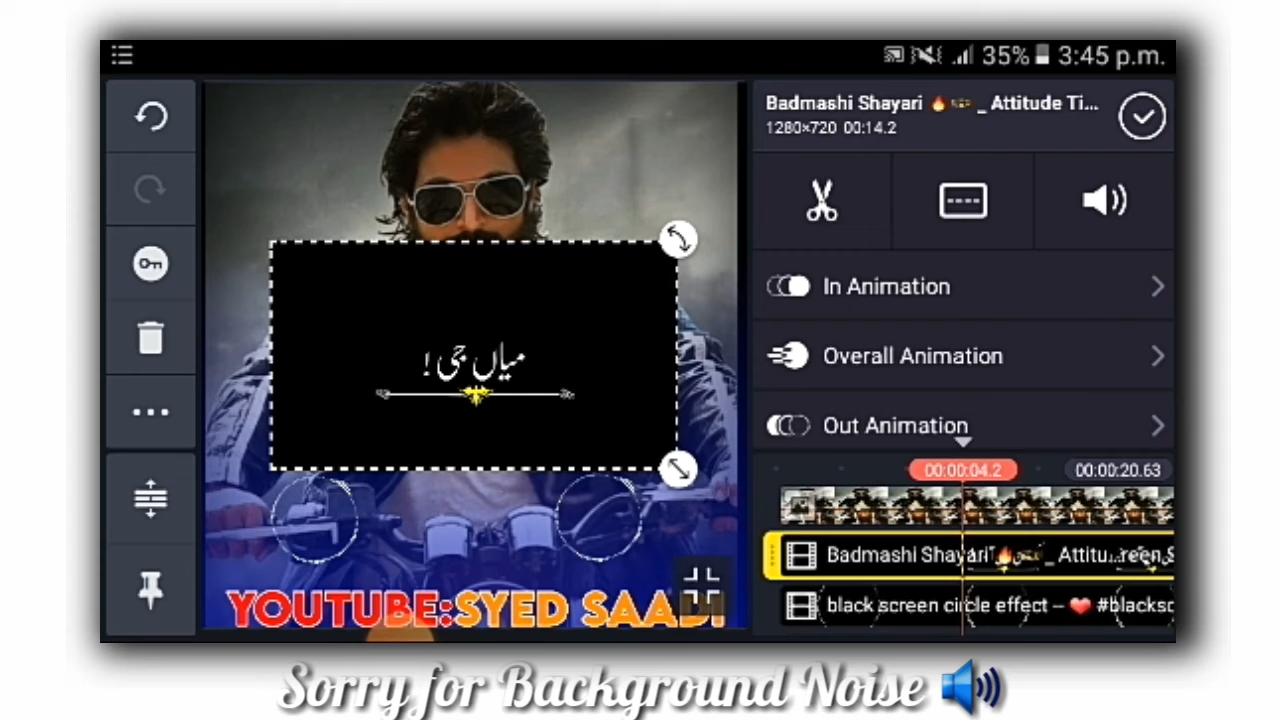 35% 3:45 p.m.
Badmashi Shayari 🔥 _ Attitude Ti...
1280×720 00:14.2
In Animation
Overall Animation
Out Animation
میاں جی !
00:00:04.2 00:00:20.63
Badmashi Shayari 🔥 _ Attitu..
black screen circle effect – ❤ #blacksc
YOUTUBE:SYED SAADI
Sorry for Background Noise 🔊